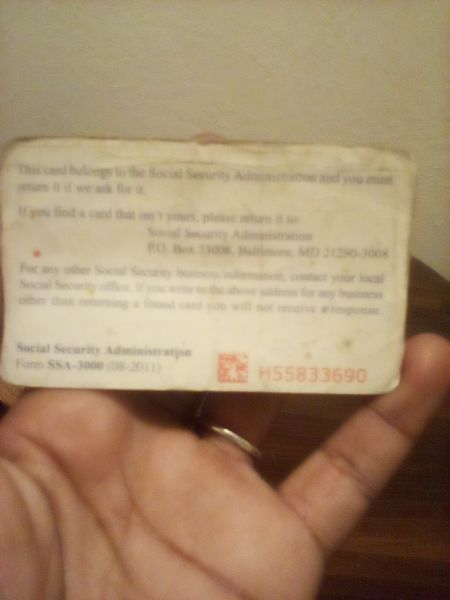 This card belongs to the Social Security Administration and you must
return it if we ask for it.
If you find a card that isn't yours, please return it to:
Social Security Administration
P.O. Box 33008, Baltimore, MD 21290-3008
For any other Social Security business information, contact your local
Social Security office. If you write to the above address for any business
other than returning a found card you will not receive a response.
Social Security Administration
Form SSA-3000 (08-2011)
H55833690